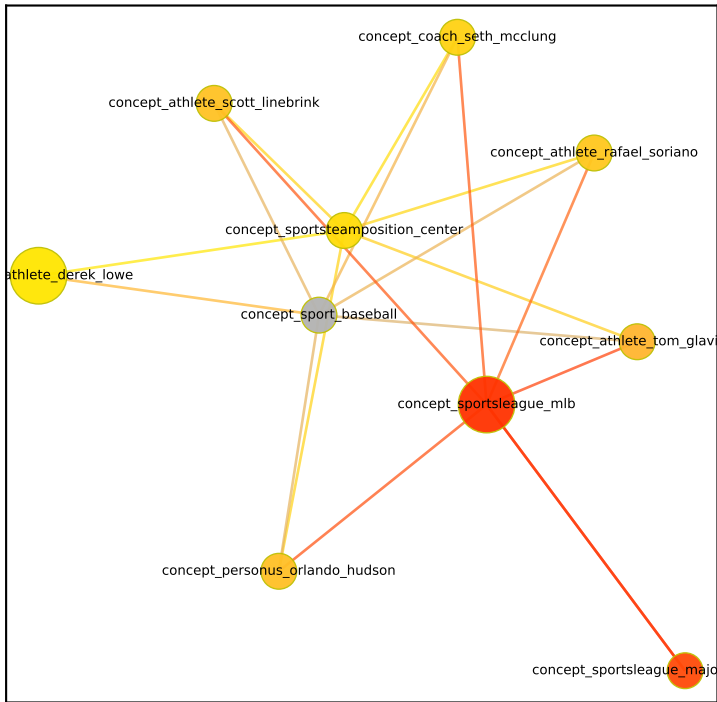 concept_coach_seth_mcclung
concept_athlete_scott_linebrink
concept_athlete_rafael_soriano
concept_sportsteamposition_center
athlete_derek_lowe
concept_sport_baseball
concept_athlete_tom_glavi
concept_sportsleague_mlb
concept_personus_orlando_hudson
concept_sportsleague_majo